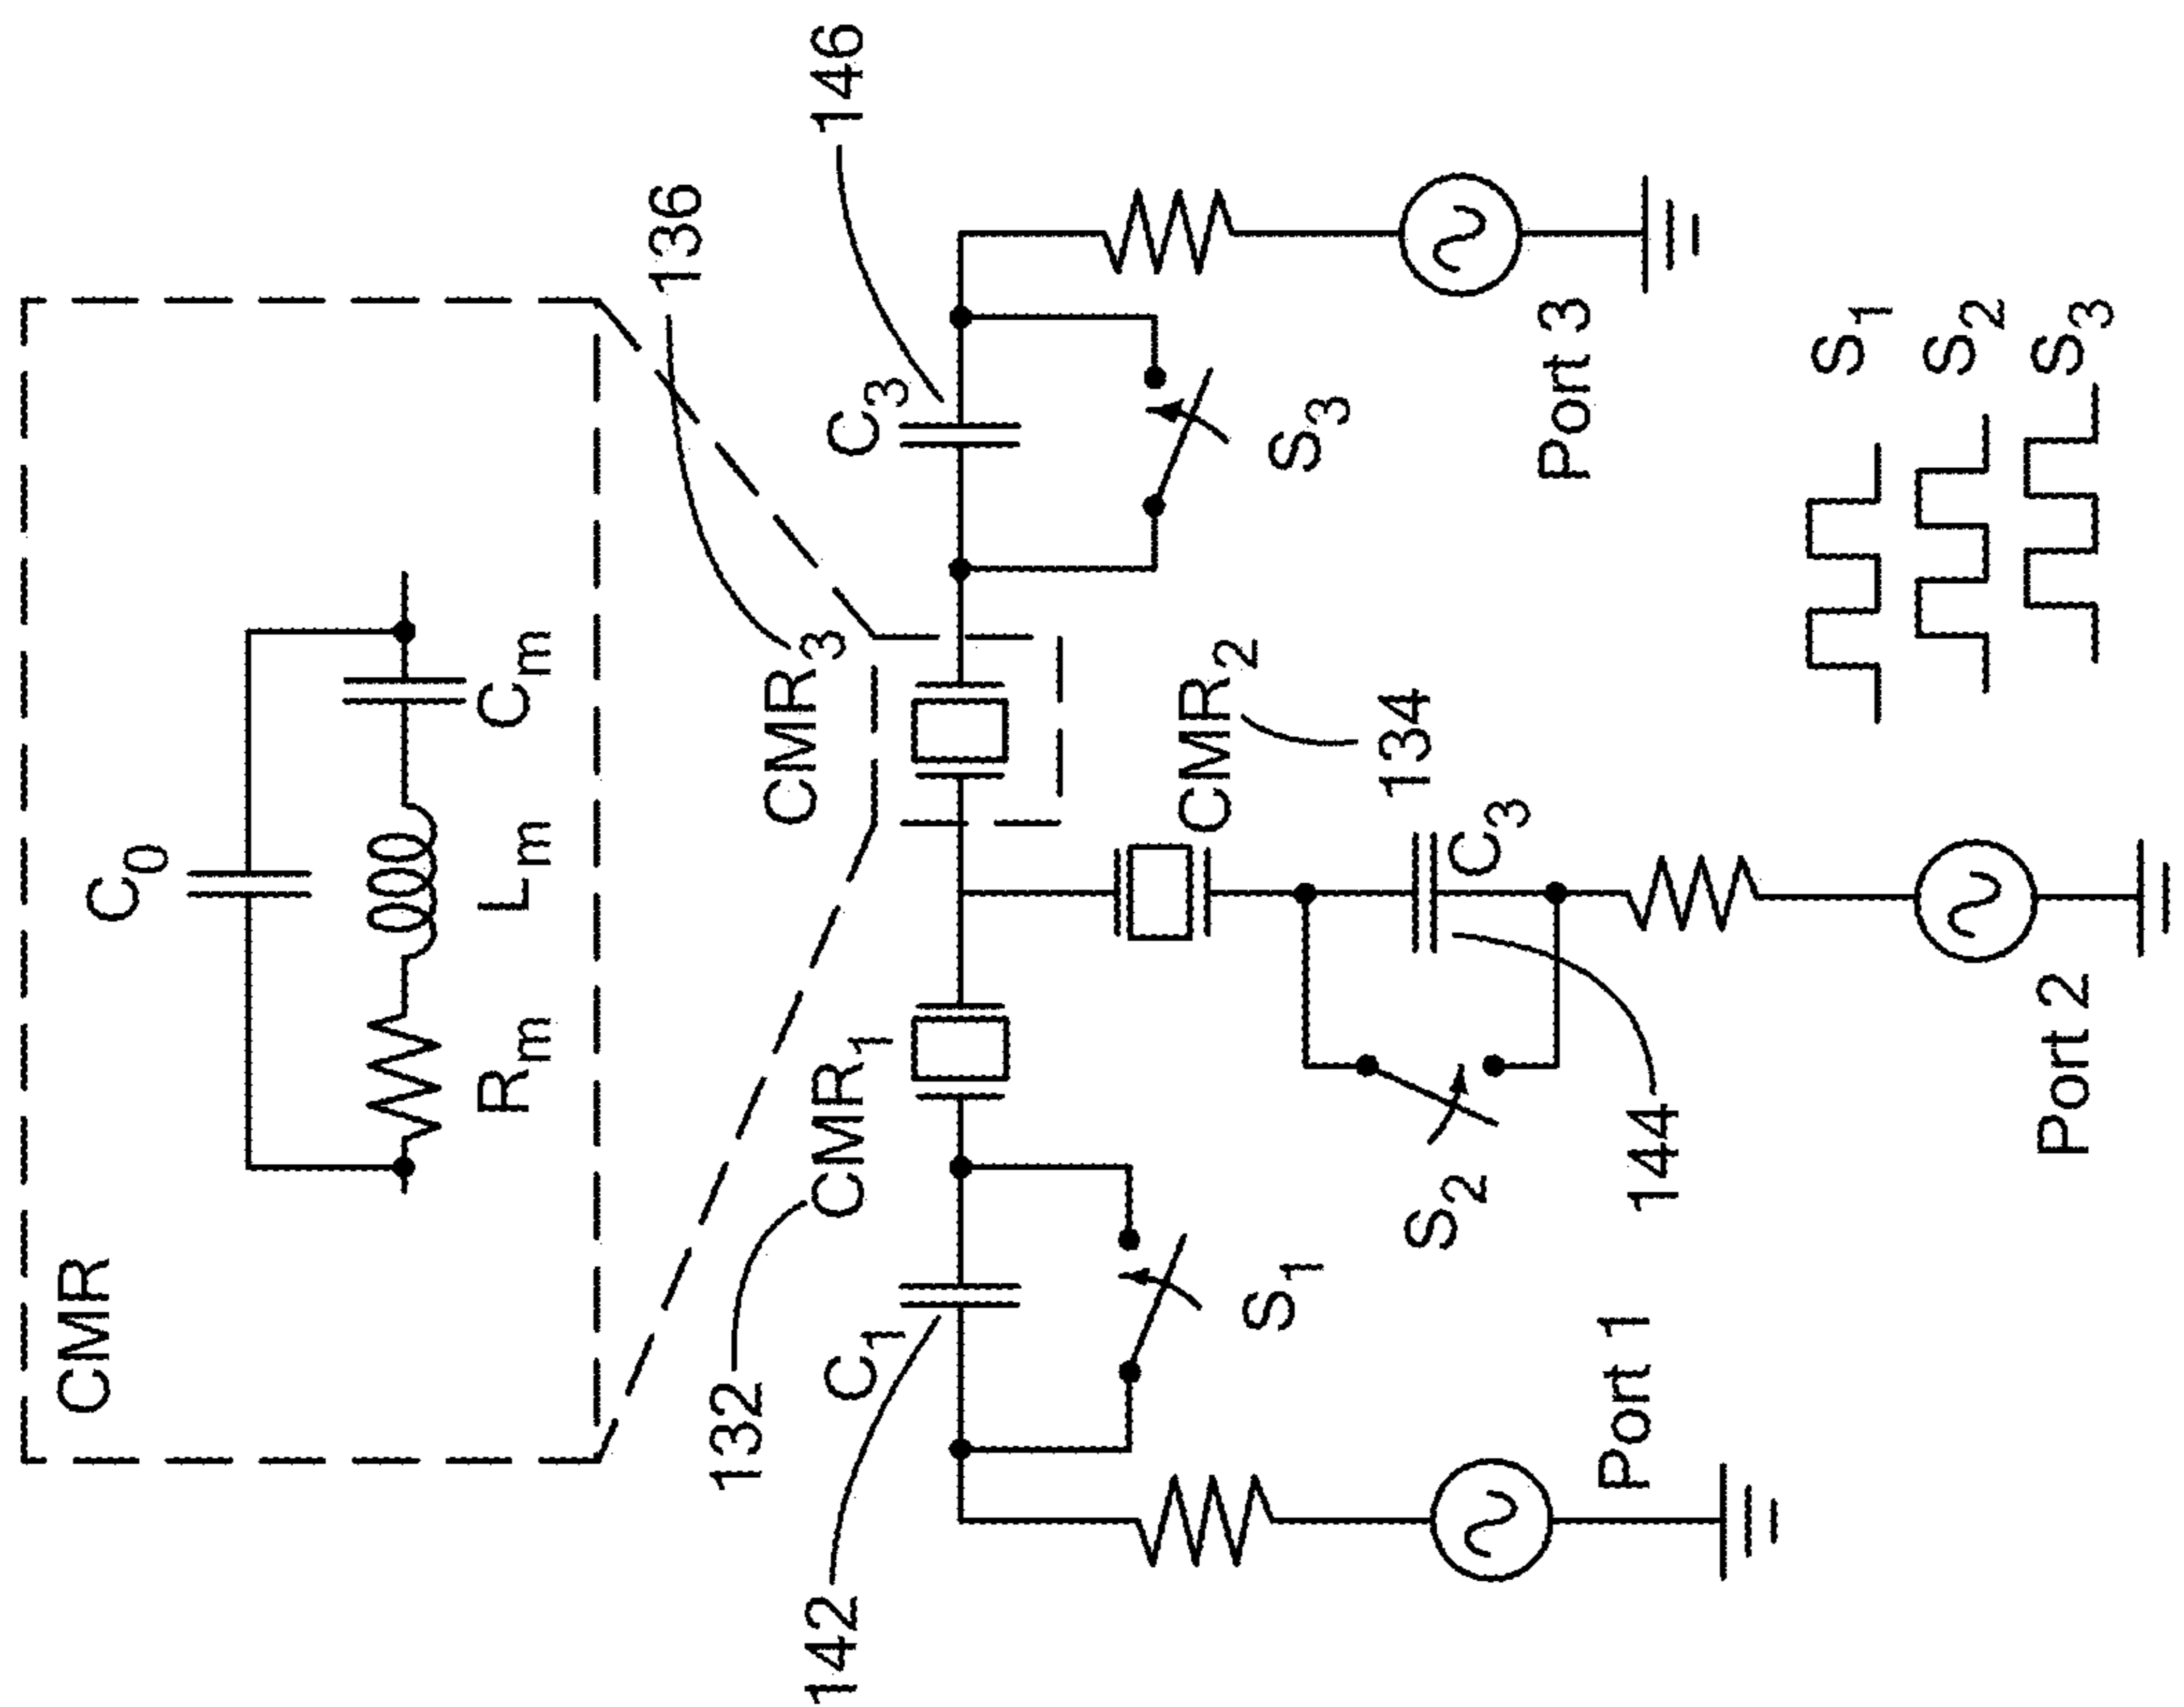 CMR
C0
Rm
Lm
Cm
136
146
132
CMR1
CMR3
142
C1
C3
CMR2
134
S1
S3
C3
S2
144
Port 1
Port 2
Port 3
S1
S2
S3